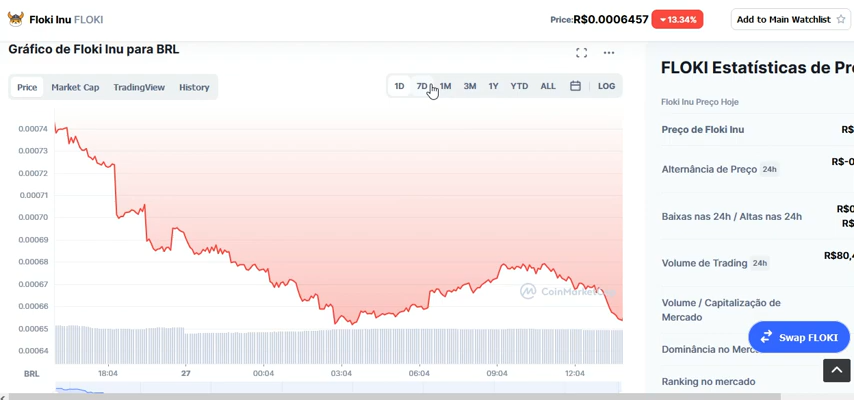 Floki Inu FLOKI
Price:R$0.0006457 13.34% Add to Main Watchlist
Gráfico de Floki Inu para BRL
Price Market Cap TradingView History
1D 7D 1M 3M 1Y YTD ALL LOG
0.00074
0.00073
0.00072
0.00071
0.00070
0.00069
0.00068
0.00067
0.00066
0.00065
0.00064
CoinMarket
BRL 18:04 27 00:04 03:04 06:04 09:04 12:04
FLOKI Estatísticas de Pr
Floki Inu Preço Hoje
Preço de Floki Inu R$
Alternância de Preço 24h R$-0
Baixas nas 24h / Altas nas 24h R$0
R$
Volume de Trading 24h R$80,4
Volume / Capitalização de
Mercado
Dominância no Merc
Swap FLOKI
Ranking no mercado